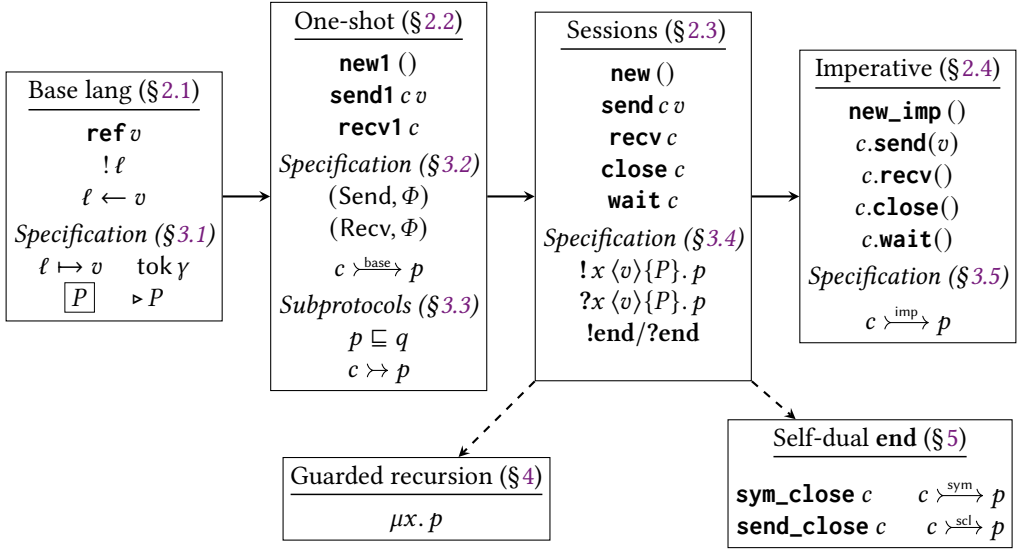 Base lang (§2.1)
ref v
! ℓ
ℓ ← v
Specification (§3.1)
ℓ ↦ v    tok γ
P    ▹ P
One-shot (§2.2)
new1 ()
send1 c v
recv1 c
Specification (§3.2)
(Send, Φ)
(Recv, Φ)
c ↣^base p
Subprotocols (§3.3)
p ⊑ q
c ↣ p
Sessions (§2.3)
new ()
send c v
recv c
close c
wait c
Specification (§3.4)
! x ⟨v⟩{P}. p
?x ⟨v⟩{P}. p
!end/?end
Imperative (§2.4)
new_imp ()
c.send(v)
c.recv()
c.close()
c.wait()
Specification (§3.5)
c ↣^imp p
Guarded recursion (§4)
μx. p
Self-dual end (§5)
sym_close c    c ↣^sym p
send_close c    c ↣^scl p